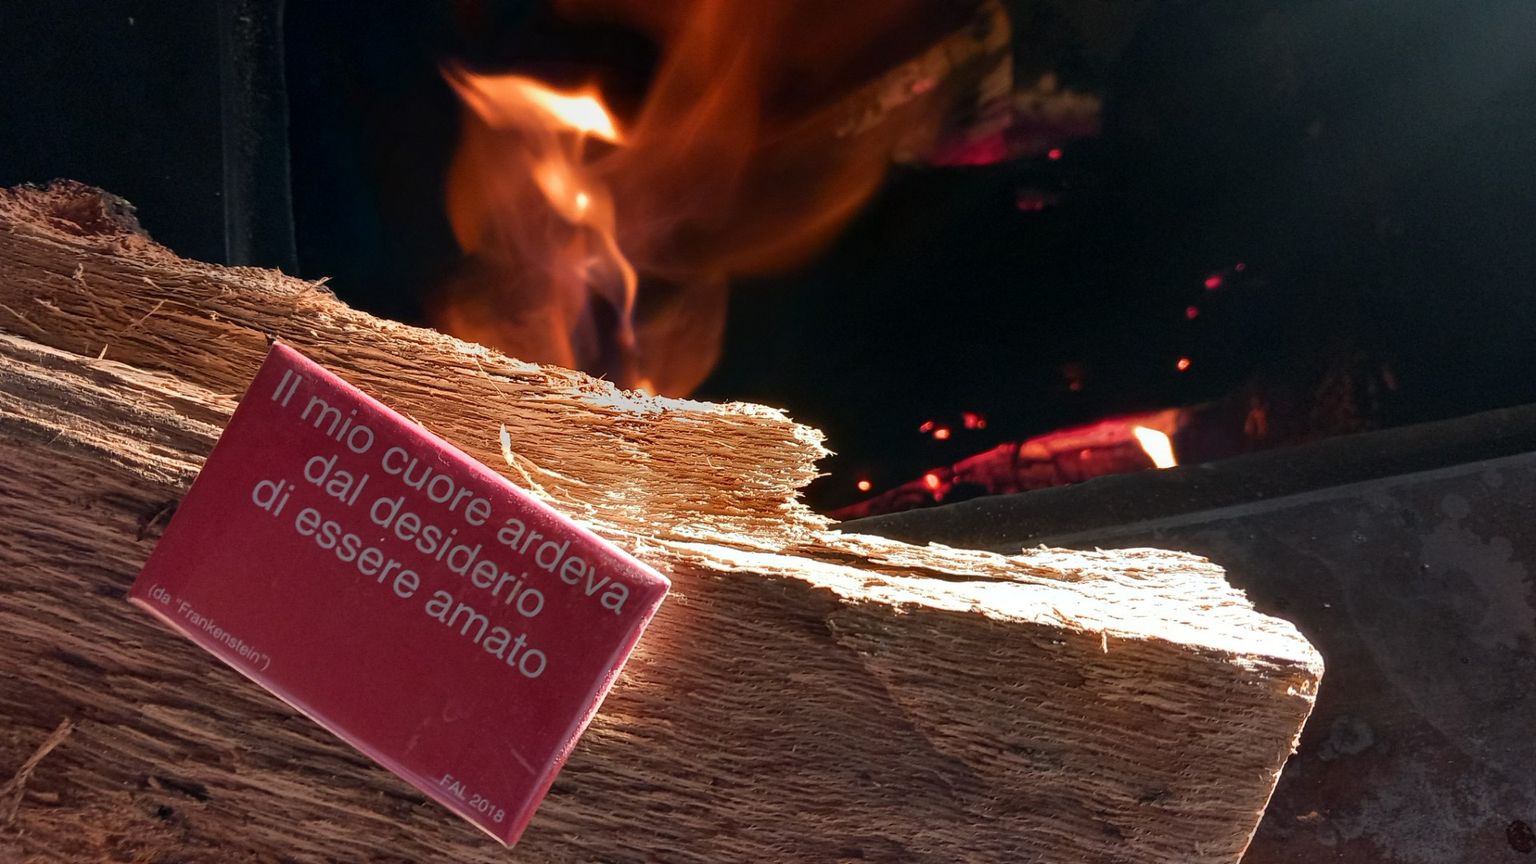 Il mio cuore ardeva
dal desiderio
di essere amato
(da "Frankenstein")
FAL 2018